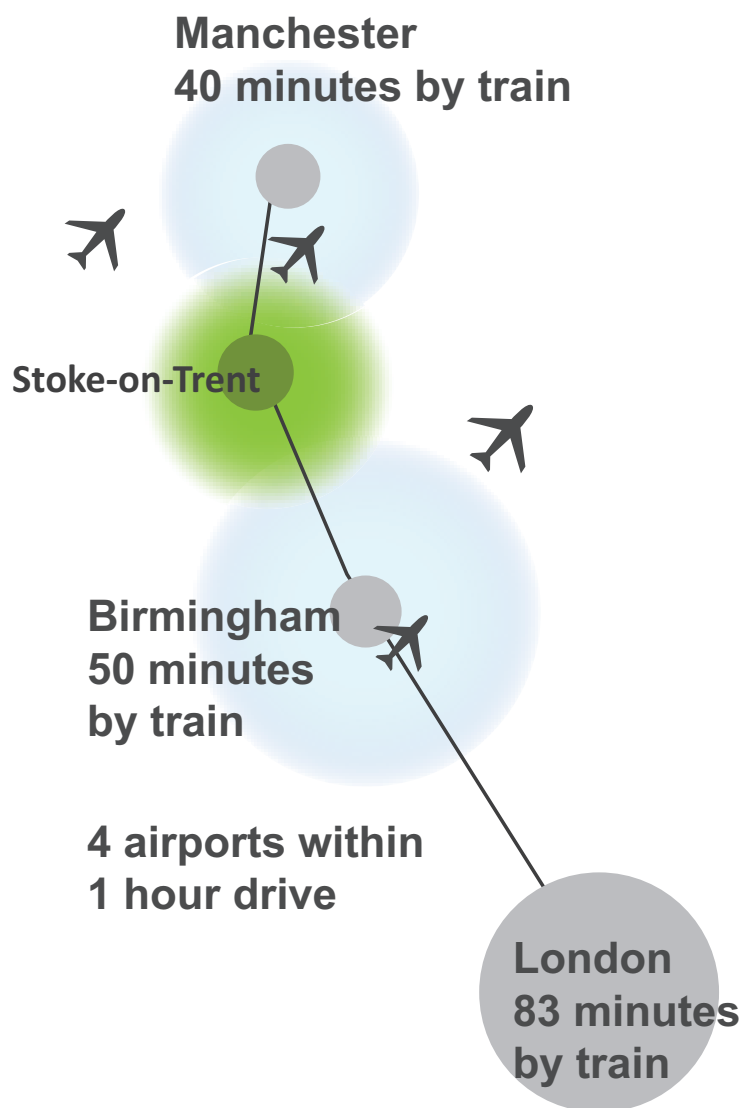 Manchester
40 minutes by train
Stoke-on-Trent
Birmingham
50 minutes
by train
4 airports within
1 hour drive
London
83 minutes
by train